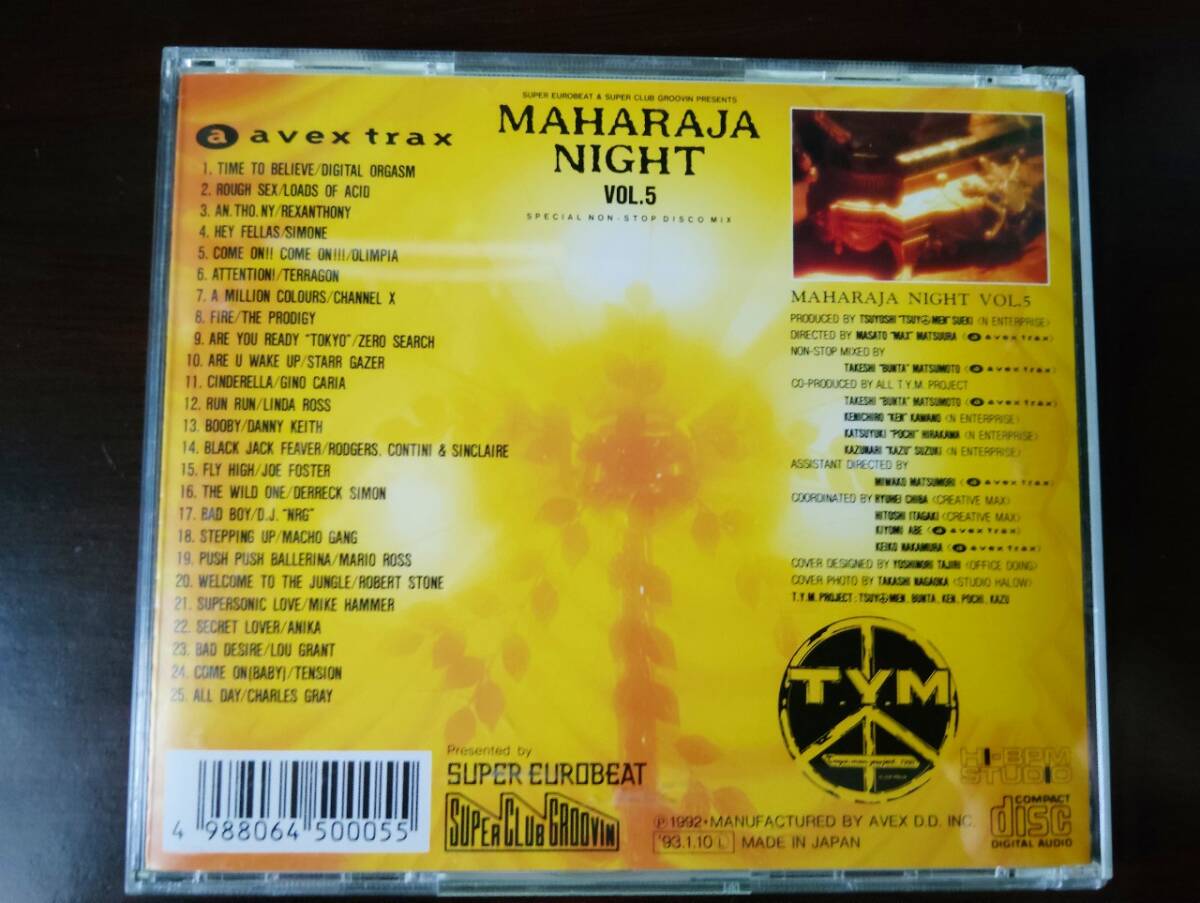 SUPER EUROBEAT & SUPER CLUB GROOVIN PRESENTS
MAHARAJA
NIGHT
VOL.5
SPECIAL NON-STOP DISCO MIX
a avex trax
1. TIME TO BELIEVE/DIGITAL ORGASM
2. ROUGH SEX/LOADS OF ACID
3. AN.THO.NY/REXANTHONY
4. HEY FELLAS/SIMONE
5. COME ON!! COME ON!!!/OLIMPIA
6. ATTENTION!/TERRAGON
7. A MILLION COLOURS/CHANNEL X
8. FIRE/THE PRODIGY
9. ARE YOU READY "TOKYO"/ZERO SEARCH
10. ARE U WAKE UP/STARR GAZER
11. CINDERELLA/GINO CARIA
12. RUN RUN/LINDA ROSS
13. BOOBY/DANNY KEITH
14. BLACK JACK FEAVER/RODGERS, CONTINI & SINCLAIRE
15. FLY HIGH/JOE FOSTER
16. THE WILD ONE/DERRECK SIMON
17. BAD BOY/D.J. "NRG"
18. STEPPING UP/MACHO GANG
19. PUSH PUSH BALLERINA/MARIO ROSS
20. WELCOME TO THE JUNGLE/ROBERT STONE
21. SUPERSONIC LOVE/MIKE HAMMER
22. SECRET LOVER/ANIKA
23. BAD DESIRE/LOU GRANT
24. COME ON(BABY)/TENSION
25. ALL DAY/CHARLES GRAY
MAHARAJA NIGHT VOL.5
PRODUCED BY TSUYOSHI "TSUY☮MEN" SUEKI (N ENTERPRISE)
DIRECTED BY MASATO "MAX" MATSUURA (a avex trax)
NON-STOP MIXED BY
TAKESHI "BUNTA" MATSUMOTO (a avex trax)
CO-PRODUCED BY ALL T.Y.M. PROJECT
TAKESHI "BUNTA" MATSUMOTO (a avex trax)
KENICHIRO "KEN" KAWANO (N ENTERPRISE)
KATSUYUKI "POCHI" HIRAKAWA (N ENTERPRISE)
KAZUNARI "KAZU" SUZUKI (N ENTERPRISE)
ASSISTANT DIRECTED BY
MIWAKO MATSUMORI (a avex trax)
COORDINATED BY RYUHEI CHIBA (CREATIVE MAX)
HITOSHI ITAGAKI (CREATIVE MAX)
KIYOMI ABE (a avex trax)
KEIKO NAKAMURA (a avex trax)
COVER DESIGNED BY YOSHINORI TAJIRI (OFFICE DOING)
COVER PHOTO BY TAKASHI NAGAOKA (STUDIO HALOW)
T.Y.M. PROJECT : TSUY☮MEN, BUNTA, KEN, POCHI, KAZU
T.Y.M.
Presented by
SUPER EUROBEAT
SUPER CLUB GROOVIN
HI-BPM
STUDIO
COMPACT
disc
DIGITAL AUDIO
℗1992•MANUFACTURED BY AVEX D.D. INC.
'93.1.10 L MADE IN JAPAN
4 988064 500055